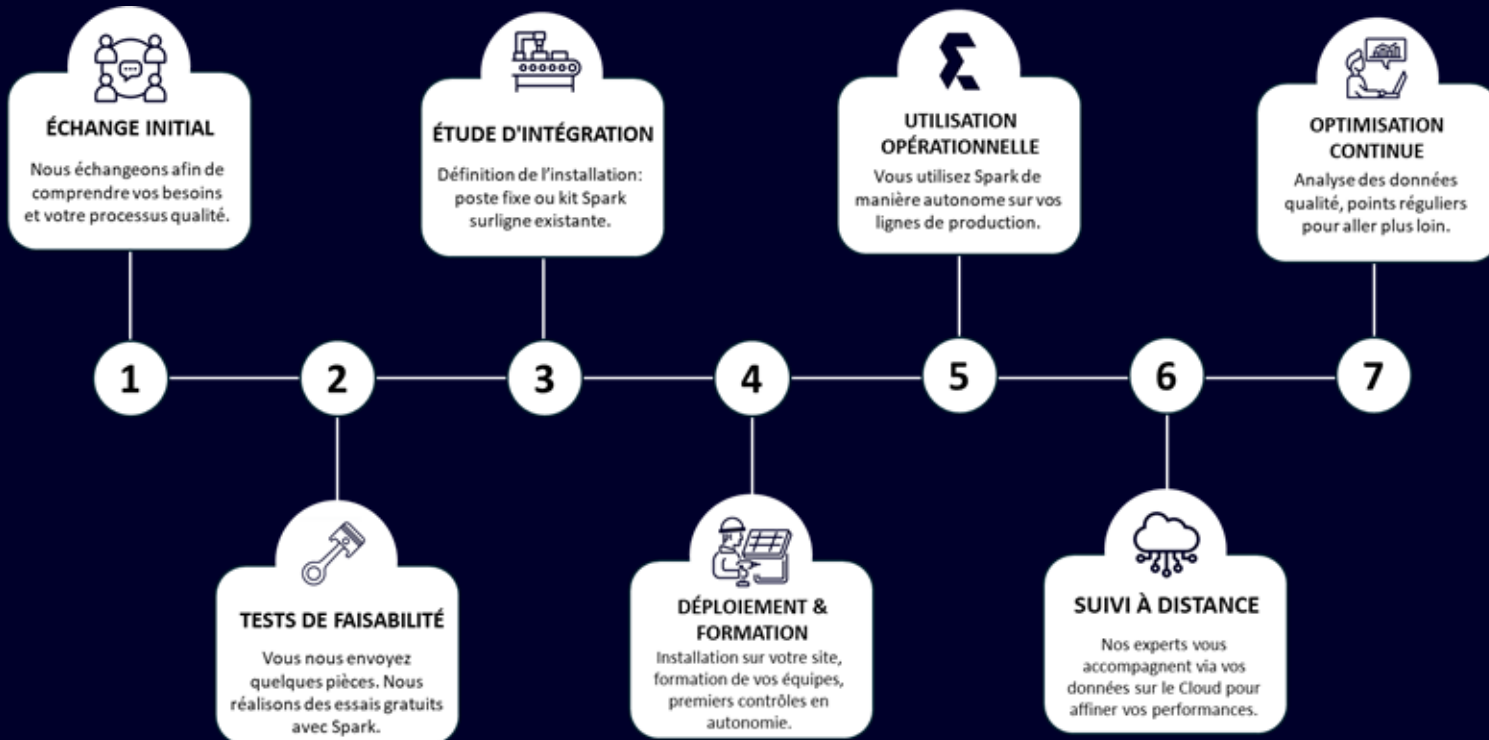 ÉCHANGE INITIAL
Nous échangeons afin de
comprendre vos besoins
et votre processus qualité.
ÉTUDE D'INTÉGRATION
Définition de l'installation:
poste fixe ou kit Spark
surligne existante.
UTILISATION
OPÉRATIONNELLE
Vous utilisez Spark de
manière autonome sur vos
lignes de production.
OPTIMISATION
CONTINUE
Analyse des données
qualité, points réguliers
pour aller plus loin.
1
2
3
4
5
6
7
TESTS DE FAISABILITÉ
Vous nous envoyez
quelques pièces. Nous
réalisons des essais gratuits
avec Spark.
DÉPLOIEMENT &
FORMATION
Installation sur votre site,
formation de vos équipes,
premiers contrôles en
autonomie.
SUIVI À DISTANCE
Nos experts vous
accompagnent via vos
données sur le Cloud pour
affiner vos performances.